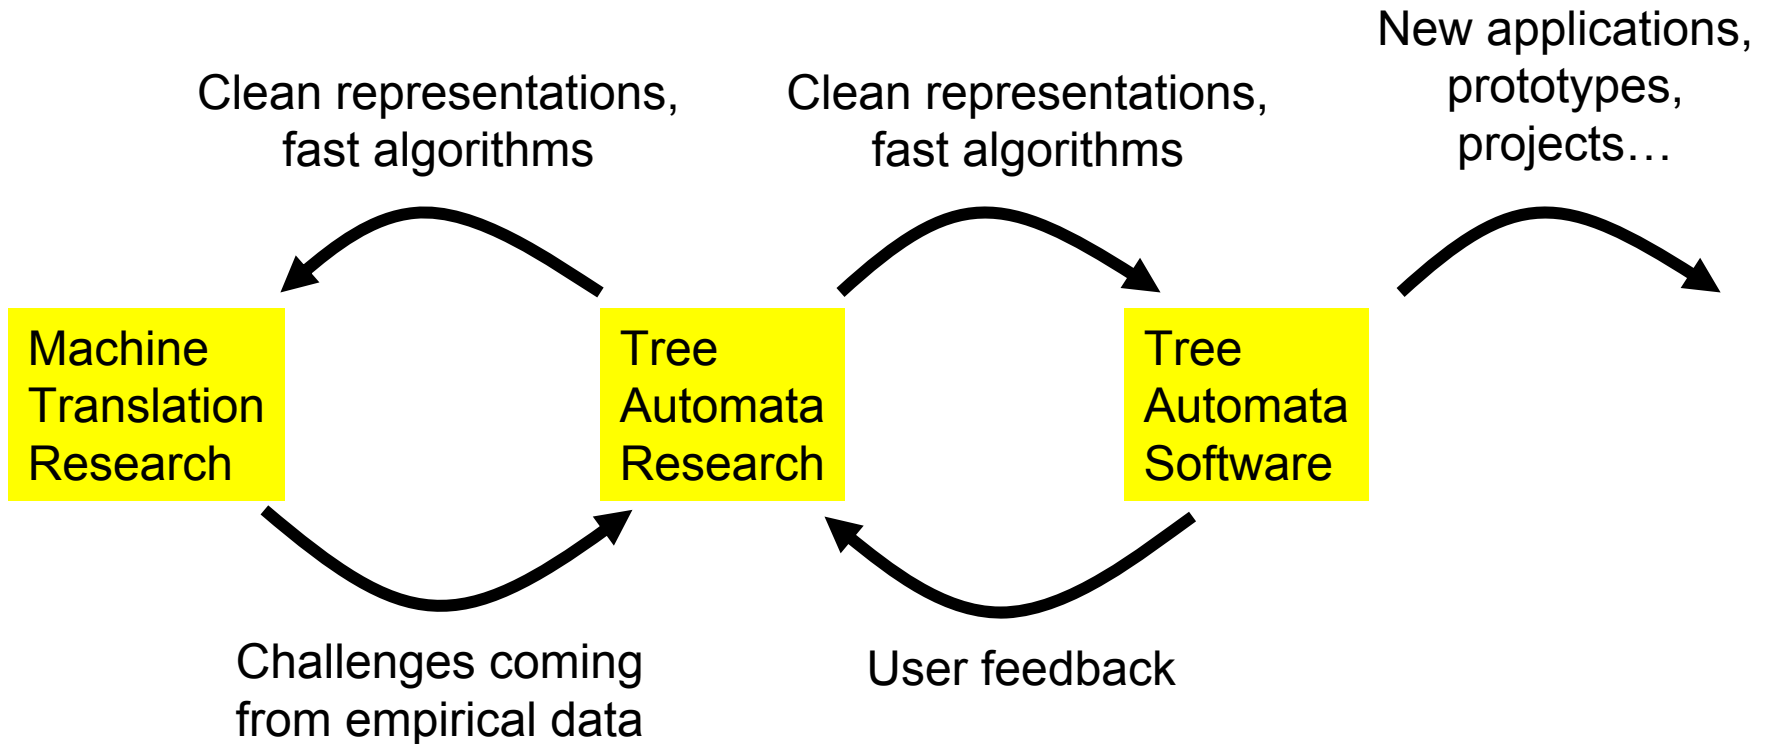 Clean representations,
fast algorithms
Clean representations,
fast algorithms
New applications,
prototypes,
projects…
Machine
Translation
Research
Tree
Automata
Research
Tree
Automata
Software
Challenges coming
from empirical data
User feedback